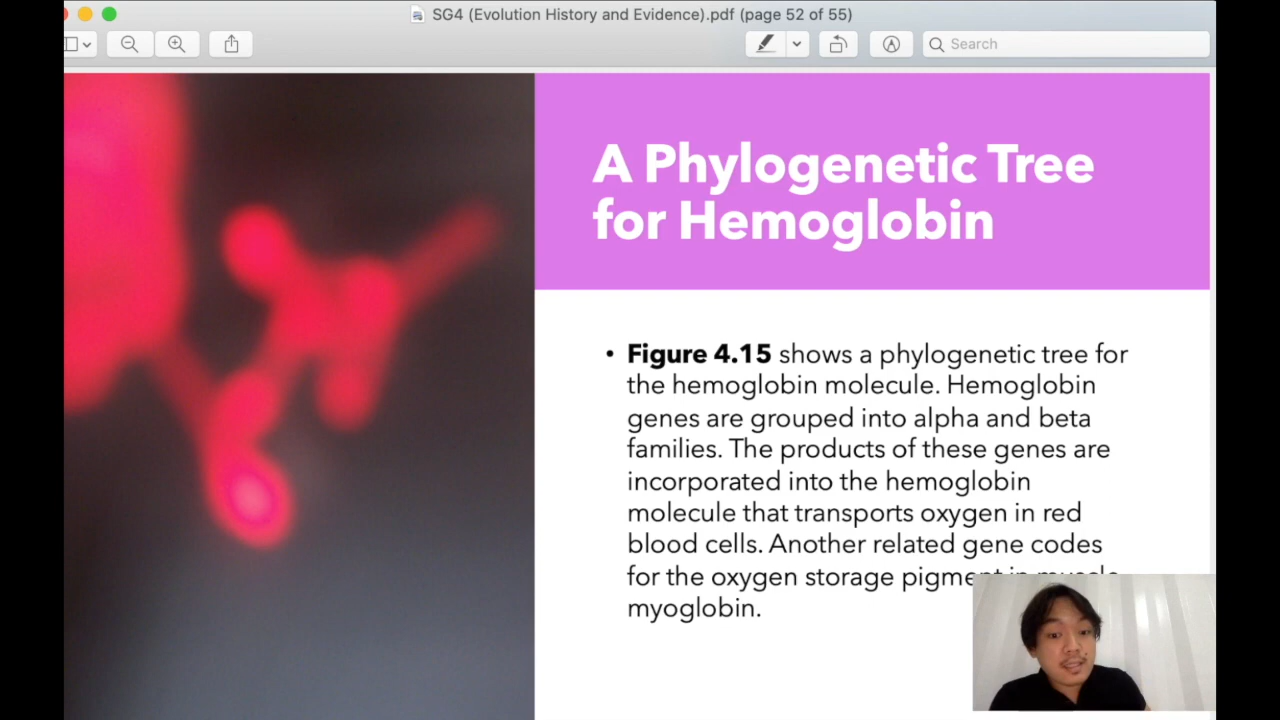 SG4 (Evolution History and Evidence).pdf (page 52 of 55)
Search
A Phylogenetic Tree
for Hemoglobin
• Figure 4.15 shows a phylogenetic tree for
the hemoglobin molecule. Hemoglobin
genes are grouped into alpha and beta
families. The products of these genes are
incorporated into the hemoglobin
molecule that transports oxygen in red
blood cells. Another related gene codes
for the oxygen storage pigment in muscle
myoglobin.